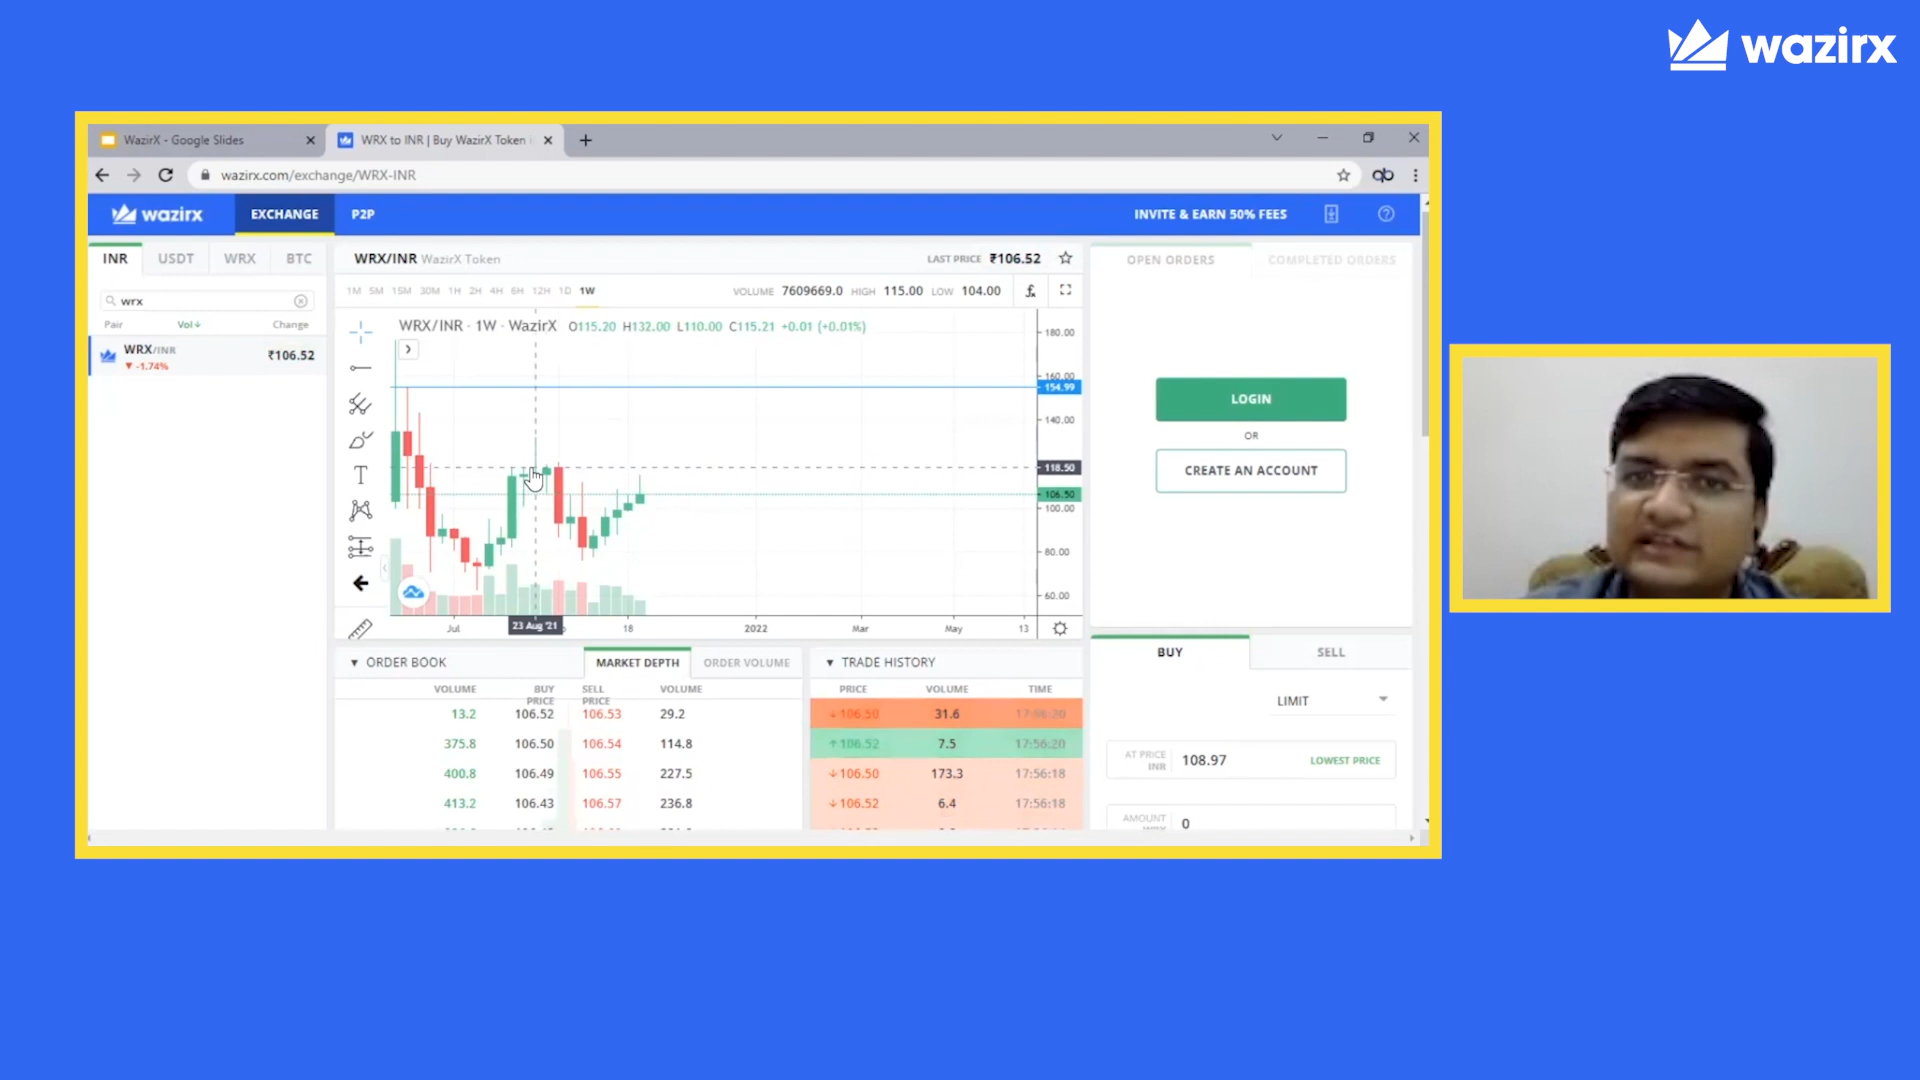 wazirx
WazirX - Google Slides
WRX to INR | Buy WazirX Token
wazirx.com/exchange/WRX-INR
wazirx EXCHANGE P2P INVITE & EARN 50% FEES
INR USDT WRX BTC
wrx
Pair Vol↓ Change
WRX/INR ₹106.52
▼ -1.74%
WRX/INR WazirX Token LAST PRICE ₹106.52
1M 5M 15M 30M 1H 2H 4H 6H 12H 1D 1W VOLUME 7609669.0 HIGH 115.00 LOW 104.00
WRX/INR · 1W · WazirX O115.20 H132.00 L110.00 C115.21 +0.01 (+0.01%)
180.00
160.00
154.99
140.00
118.50
106.50
100.00
80.00
60.00
Jul 23 Aug '21 18 2022 Mar May 13
OPEN ORDERS COMPLETED ORDERS
LOGIN
OR
CREATE AN ACCOUNT
▼ ORDER BOOK MARKET DEPTH ORDER VOLUME
VOLUME BUY PRICE SELL PRICE VOLUME
13.2 106.52 106.53 29.2
375.8 106.50 106.54 114.8
400.8 106.49 106.55 227.5
413.2 106.43 106.57 236.8
▼ TRADE HISTORY
PRICE VOLUME TIME
↓106.50 31.6 17:56:20
↑106.52 7.5 17:56:20
↓106.50 173.3 17:56:18
↓106.52 6.4 17:56:18
BUY SELL
LIMIT
AT PRICE INR 108.97 LOWEST PRICE
AMOUNT 0